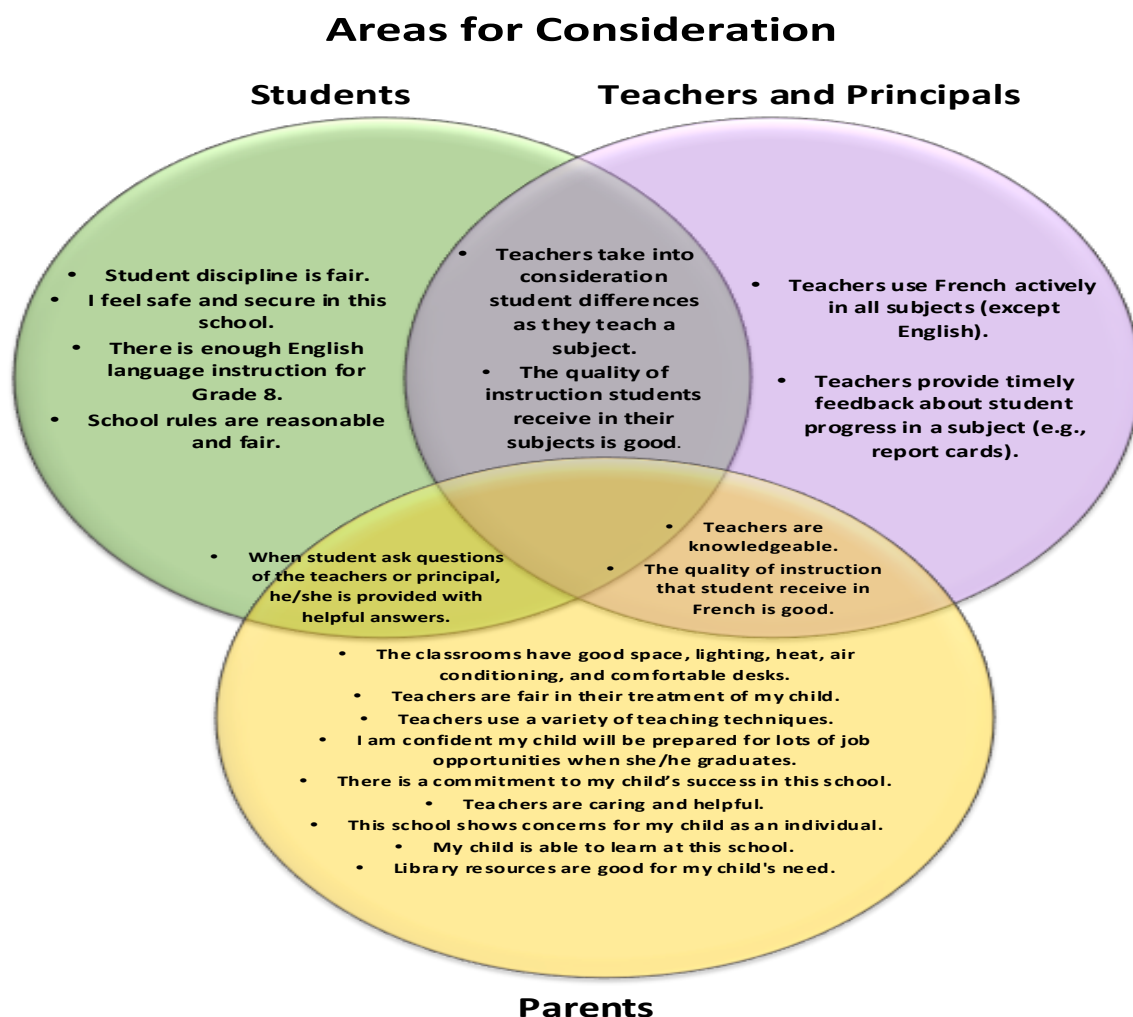 Areas for Consideration
Students
Teachers and Principals
• Student discipline is fair.
• I feel safe and secure in this
school.
• There is enough English
language instruction for
Grade 8.
• School rules are reasonable
and fair.
• Teachers take into
consideration
student differences
as they teach a
subject.
• The quality of
instruction students
receive in their
subjects is good.
• Teachers use French actively
in all subjects (except
English).
• Teachers provide timely
feedback about student
progress in a subject (e.g.,
report cards).
• When student ask questions
of the teachers or principal,
he/she is provided with
helpful answers.
• Teachers are
knowledgeable.
• The quality of instruction
that student receive in
French is good.
• The classrooms have good space, lighting, heat, air
conditioning, and comfortable desks.
• Teachers are fair in their treatment of my child.
• Teachers use a variety of teaching techniques.
• I am confident my child will be prepared for lots of job
opportunities when she/he graduates.
• There is a commitment to my child's success in this school.
• Teachers are caring and helpful.
• This school shows concerns for my child as an individual.
• My child is able to learn at this school.
• Library resources are good for my child's need.
Parents